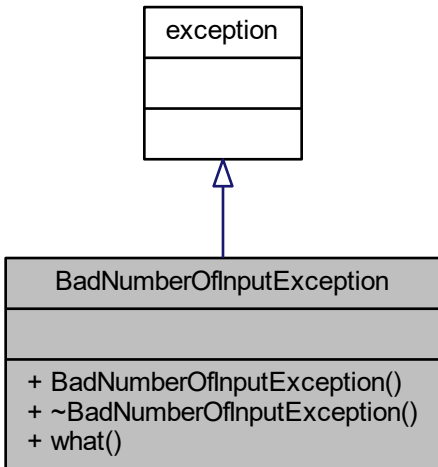 exception
BadNumberOfInputException
+ BadNumberOfInputException()
+ ~BadNumberOfInputException()
+ what()